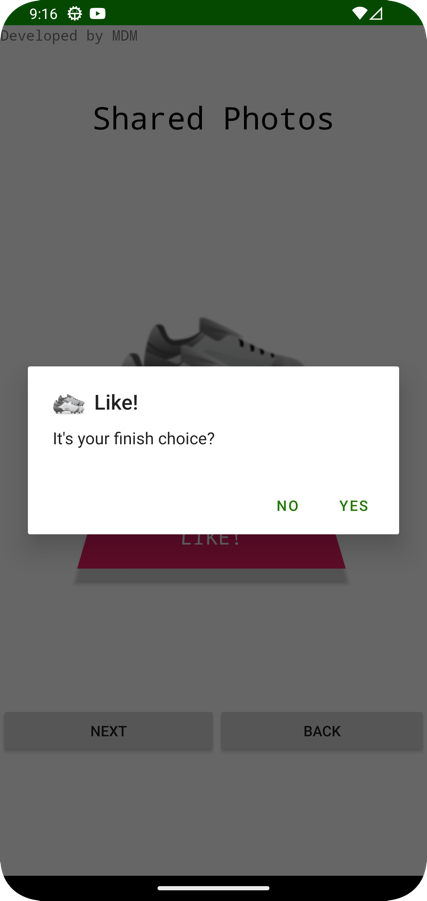 9:16
Developed by MDM
Shared Photos
Like!
It's your finish choice?
NO YES
LIKE!
NEXT BACK